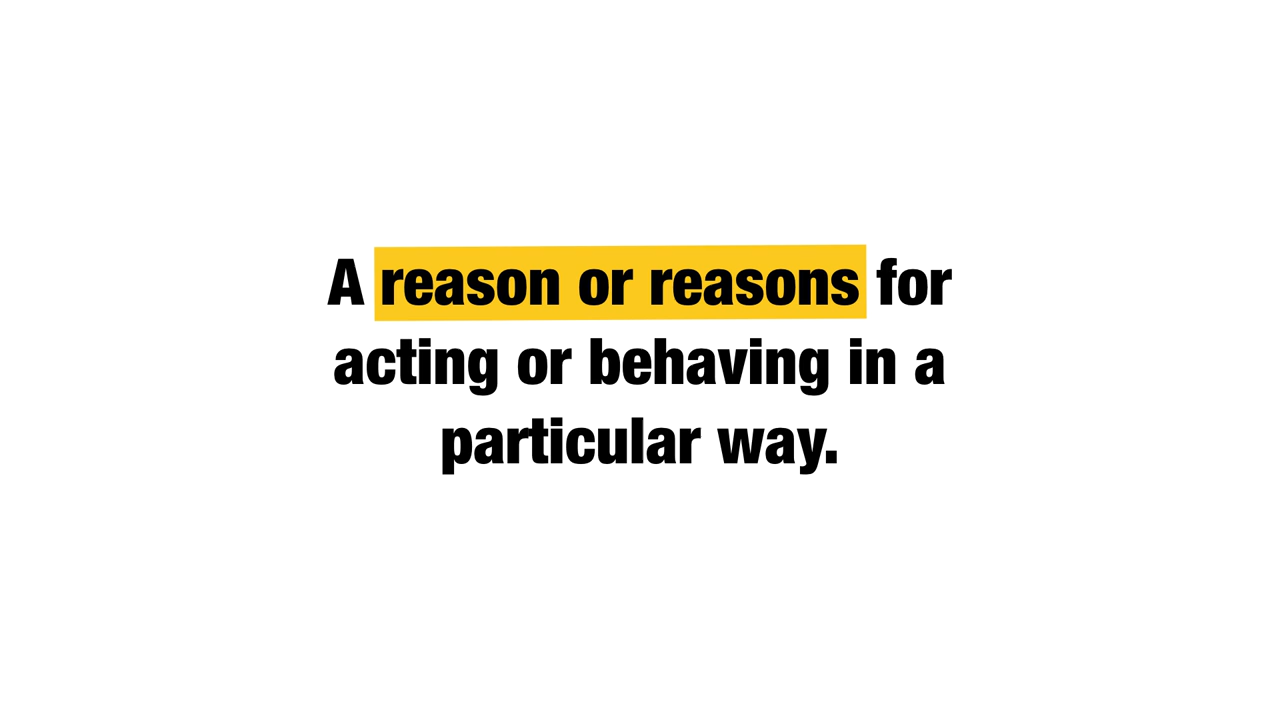 A reason or reasons for
acting or behaving in a
particular way.